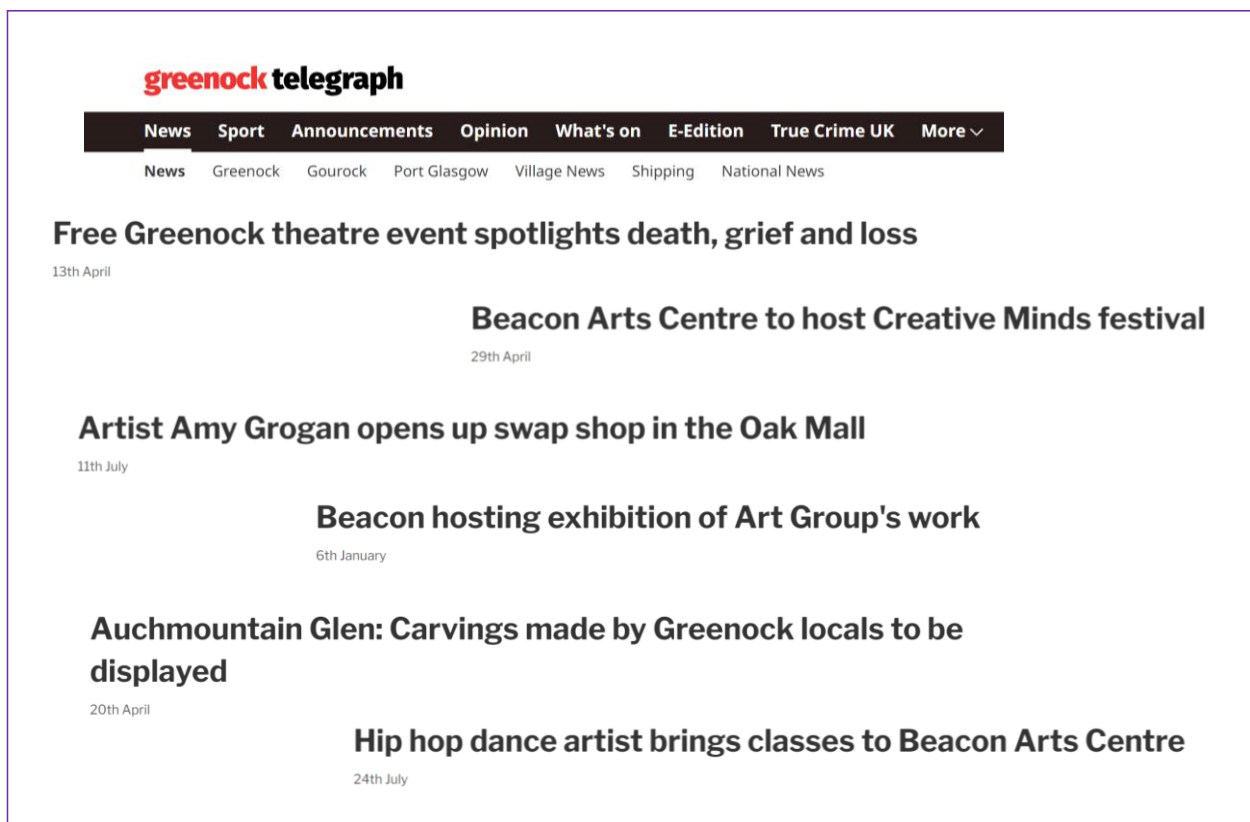 greenock telegraph
News Sport Announcements Opinion What's on E-Edition True Crime UK More
News Greenock Gourock Port Glasgow Village News Shipping National News
Free Greenock theatre event spotlights death, grief and loss
13th April
Beacon Arts Centre to host Creative Minds festival
29th April
Artist Amy Grogan opens up swap shop in the Oak Mall
11th July
Beacon hosting exhibition of Art Group's work
6th January
Auchmountain Glen: Carvings made by Greenock locals to be
displayed
20th April
Hip hop dance artist brings classes to Beacon Arts Centre
24th July